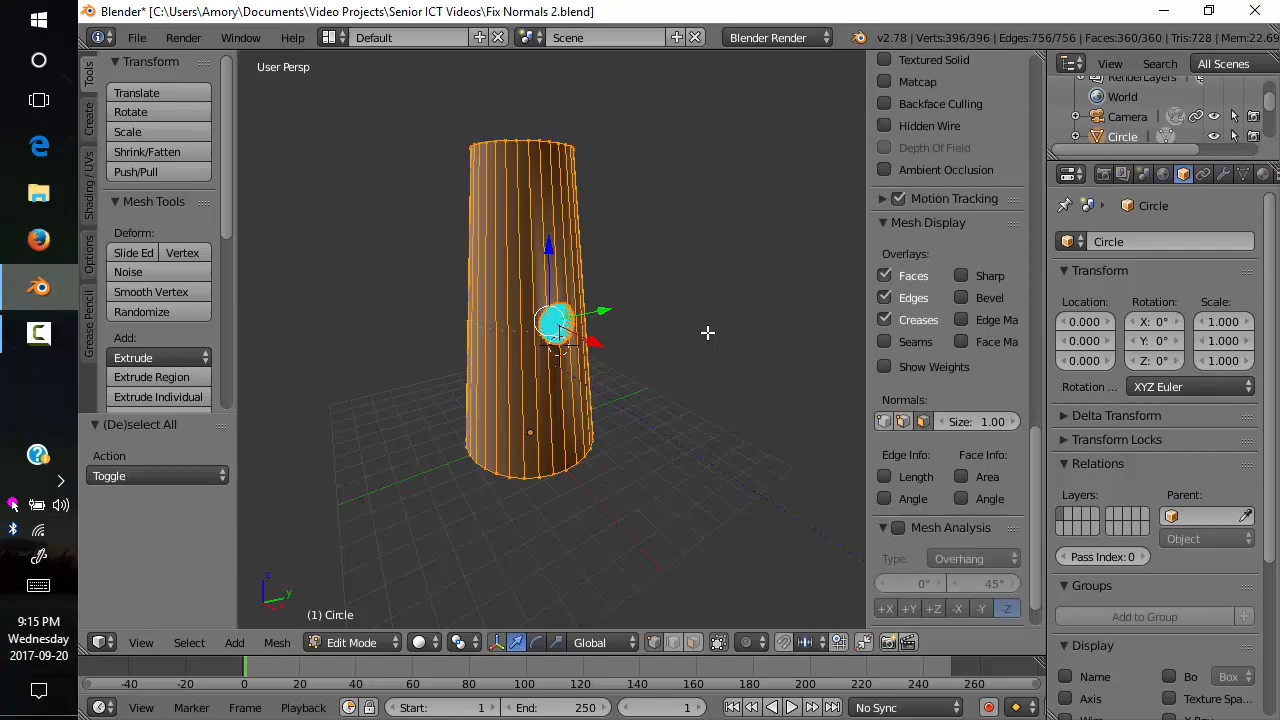 Blender* [C:\Users\Amory\Documents\Video Projects\Senior ICT Videos\Fix Normals 2.blend]
File Render Window Help Default Scene Blender Render v2.78 | Verts:396/396 | Edges:756/756 | Faces:360/360 | Tris:728 | Mem:22.69
Tools
Create
Shading / UVs
Options
Grease Pencil
Transform
Translate
Rotate
Scale
Shrink/Fatten
Push/Pull
Mesh Tools
Deform:
Slide Ed Vertex
Noise
Smooth Vertex
Randomize
Add:
Extrude
Extrude Region
Extrude Individual
(De)select All
Action
Toggle
User Persp
z
y
x
(1) Circle
Textured Solid
Matcap
Backface Culling
Hidden Wire
Depth Of Field
Ambient Occlusion
Motion Tracking
Mesh Display
Overlays:
Faces Sharp
Edges Bevel
Creases Edge Ma
Seams Face Ma
Show Weights
Normals:
Size: 1.00
Edge Info: Face Info:
Length Area
Angle Angle
Mesh Analysis
Type: Overhang
0° 45°
+X +Y +Z -X -Y -Z
View Search All Scenes
RenderLayers
World
Camera
Circle
Circle
Circle
Transform
Location: Rotation: Scale:
0.000 X: 0° 1.000
0.000 Y: 0° 1.000
0.000 Z: 0° 1.000
Rotation ... XYZ Euler
Delta Transform
Transform Locks
Relations
Layers: Parent:
Object
Pass Index: 0
Groups
Add to Group
Display
Name Bo Box
Axis Texture Spa...
View Select Add Mesh Edit Mode Global
-40 -20 0 20 40 60 80 100 120 140 160 180 200 220 240 260
View Marker Frame Playback Start: 1 End: 250 1 No Sync
9:15 PM
Wednesday
2017-09-20